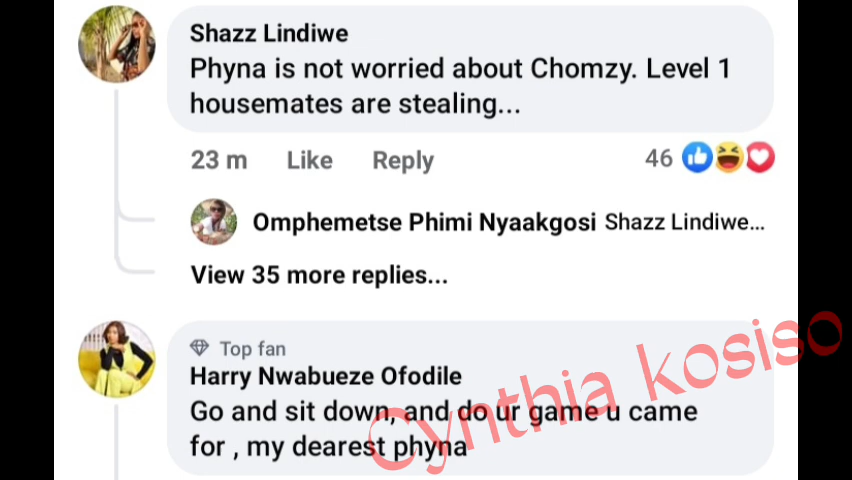 Shazz Lindiwe
Phyna is not worried about Chomzy. Level 1
housemates are stealing...
23 m Like Reply 46
Omphemetse Phimi Nyaakgosi Shazz Lindiwe...
View 35 more replies...
Top fan
Harry Nwabueze Ofodile
Go and sit down, and do ur game u came
for , my dearest phyna
Cynthia kosiso